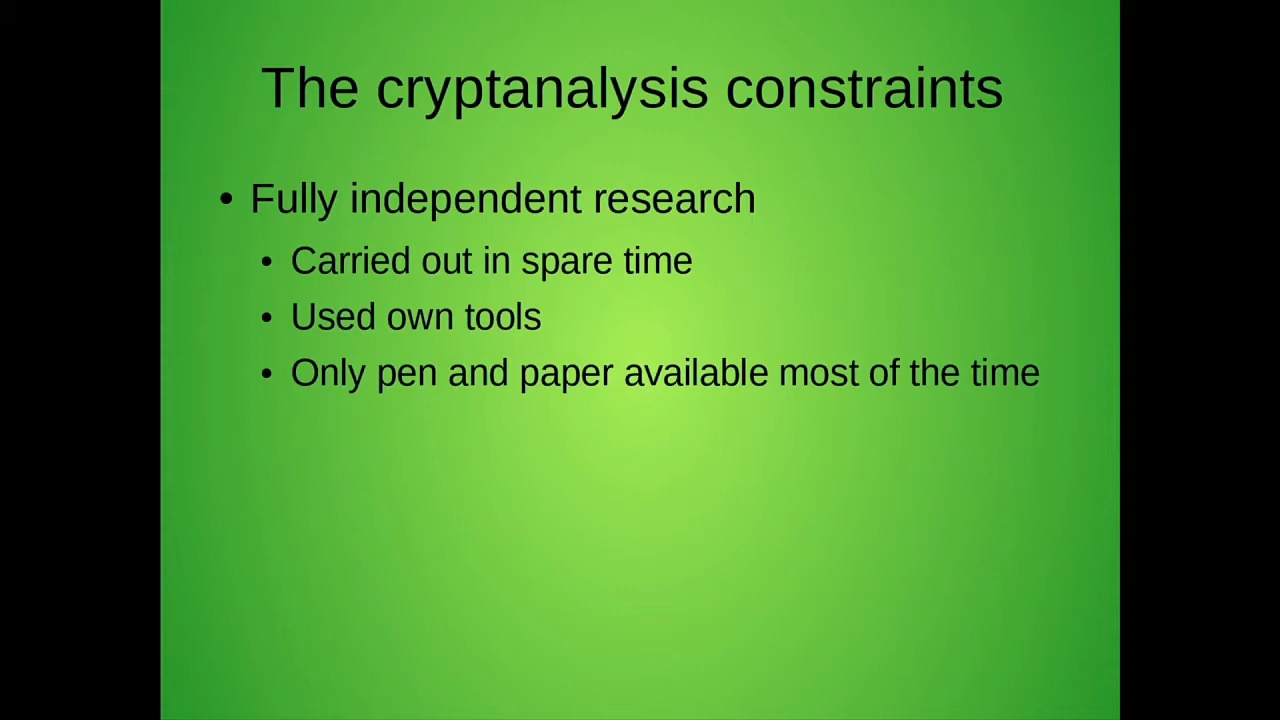 The cryptanalysis constraints
• Fully independent research
• Carried out in spare time
• Used own tools
• Only pen and paper available most of the time